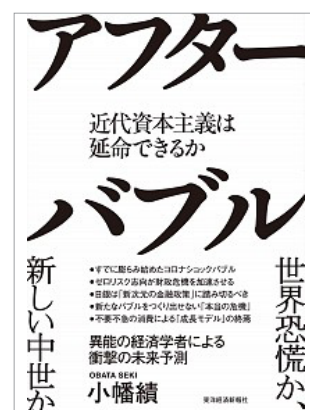 アフター
近代資本主義は
延命できるか
バブル
世界恐慌か、
新しい中世か
●すでに膨らみ始めたコロナショックバブル
●ゼロリスク志向が財政危機を加速させる
●日銀は「新次元の金融政策」に踏み切るべき
●新たなバブルをつくり出せない「本当の危機」
●不要不急の消費による「成長モデル」の終焉
異能の経済学者による
衝撃の未来予測
OBATA SEKI
小幡績
東洋経済新報社